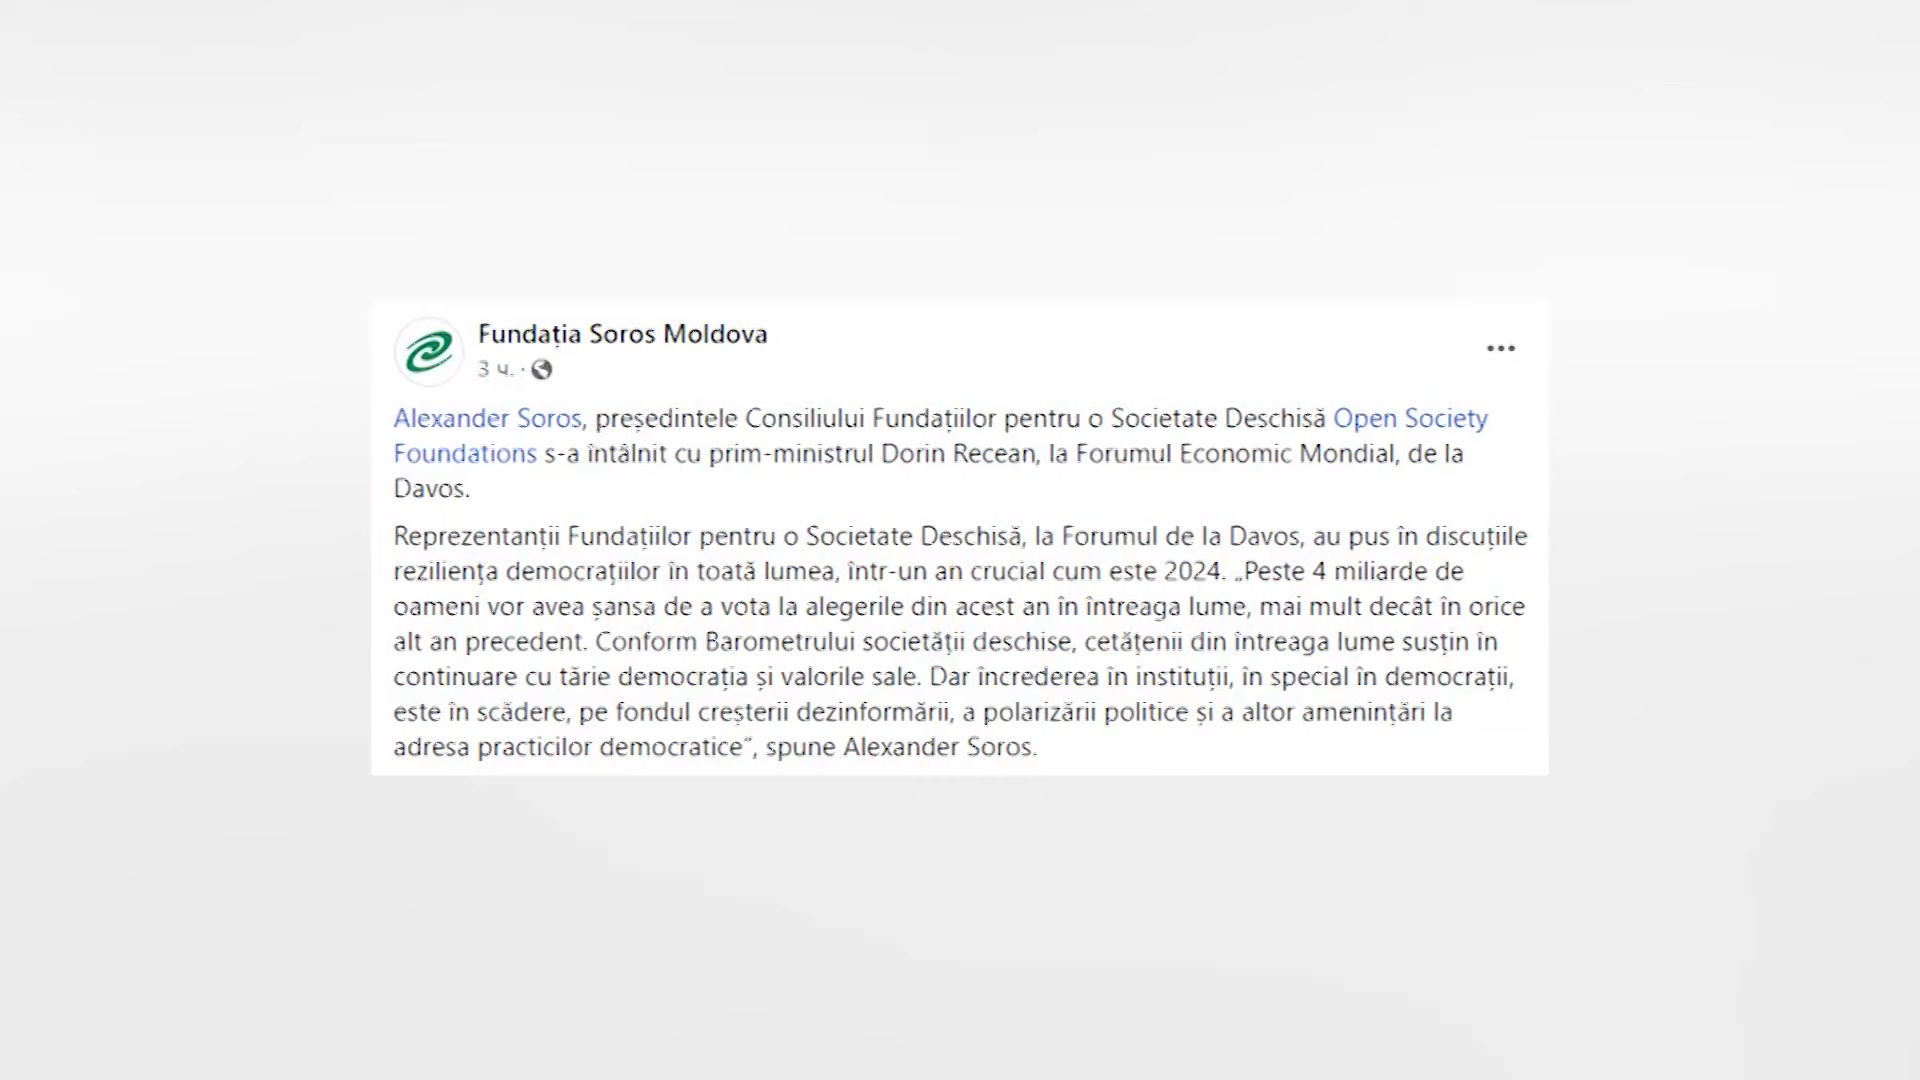 Fundația Soros Moldova
3 ч. ·
Alexander Soros, președintele Consiliului Fundațiilor pentru o Societate Deschisă Open Society
Foundations s-a întâlnit cu prim-ministrul Dorin Recean, la Forumul Economic Mondial, de la
Davos.
Reprezentanții Fundațiilor pentru o Societate Deschisă, la Forumul de la Davos, au pus în discuțiile
reziliența democrațiilor în toată lumea, într-un an crucial cum este 2024. „Peste 4 miliarde de
oameni vor avea șansa de a vota la alegerile din acest an în întreaga lume, mai mult decât în orice
alt an precedent. Conform Barometrului societății deschise, cetățenii din întreaga lume susțin în
continuare cu tărie democrația și valorile sale. Dar încrederea în instituții, în special în democrații,
este în scădere, pe fondul creșterii dezinformării, a polarizării politice și a altor amenințări la
adresa practicilor democratice”, spune Alexander Soros.